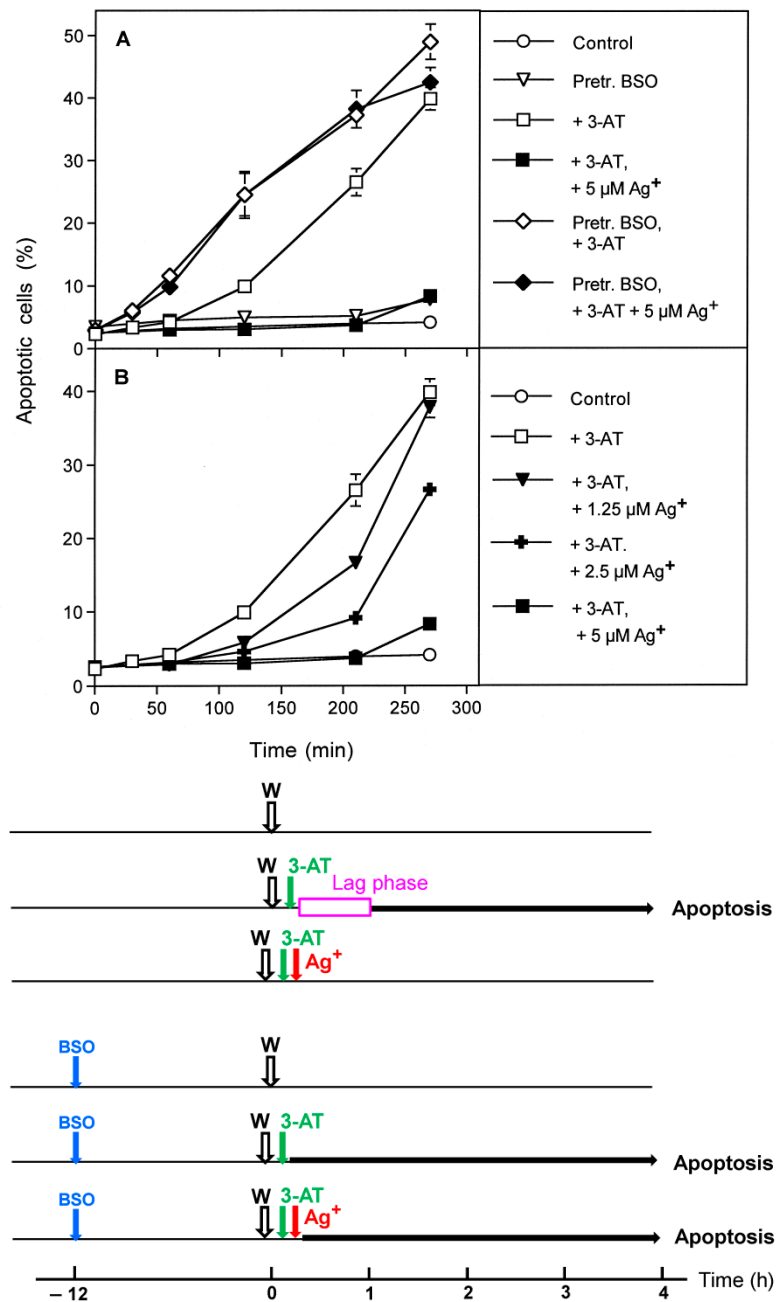 A
50
40
30
20
10
0
Control
Pretr. BSO
+ 3-AT
+ 3-AT,
+ 5 µM Ag+
Pretr. BSO,
+ 3-AT
Pretr. BSO,
+ 3-AT + 5 µM Ag+
Apoptotic cells (%)
B
40
30
20
10
0
0 50 100 150 200 250 300
Time (min)
Control
+ 3-AT
+ 3-AT,
+ 1.25 µM Ag+
+ 3-AT.
+ 2.5 µM Ag+
+ 3-AT,
+ 5 µM Ag+
W
W 3-AT
Lag phase
Apoptosis
W 3-AT
Ag+
BSO W
BSO W 3-AT
Apoptosis
BSO W 3-AT
Ag+
Apoptosis
– 12 0 1 2 3 4 Time (h)